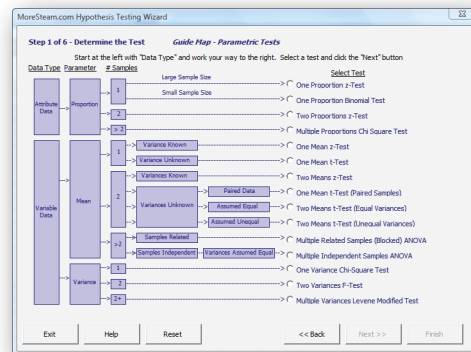 MoreSteam.com Hypothesis Testing Wizard
Step 1 of 6 - Determine the Test Guide Map - Parametric Tests
Start at the left with "Data Type" and work your way to the right. Select a test and click the "Next" button
Data Type Parameter # Samples Select Test
Attribute Data
Proportion
1
Large Sample Size
One Proportion z-Test
Small Sample Size
One Proportion Binomial Test
2
Two Proportions z-Test
> 2
Multiple Proportions Chi Square Test
Variable Data
Mean
1
Variance Known
One Mean z-Test
Variance Unknown
One Mean t-Test
2
Variances Known
Two Means z-Test
Variances Unknown
Paired Data
One Mean t-Test (Paired Samples)
Assumed Equal
Two Means t-Test (Equal Variances)
Assumed Unequal
Two Means t-Test (Unequal Variances)
>2
Samples Related
Multiple Related Samples (Blocked) ANOVA
Samples Independent
Variances Assumed Equal
Multiple Independent Samples ANOVA
Variance
1
One Variance Chi-Square Test
2
Two Variances F-Test
2+
Multiple Variances Levene Modified Test
Exit Help Reset << Back Next >> Finish